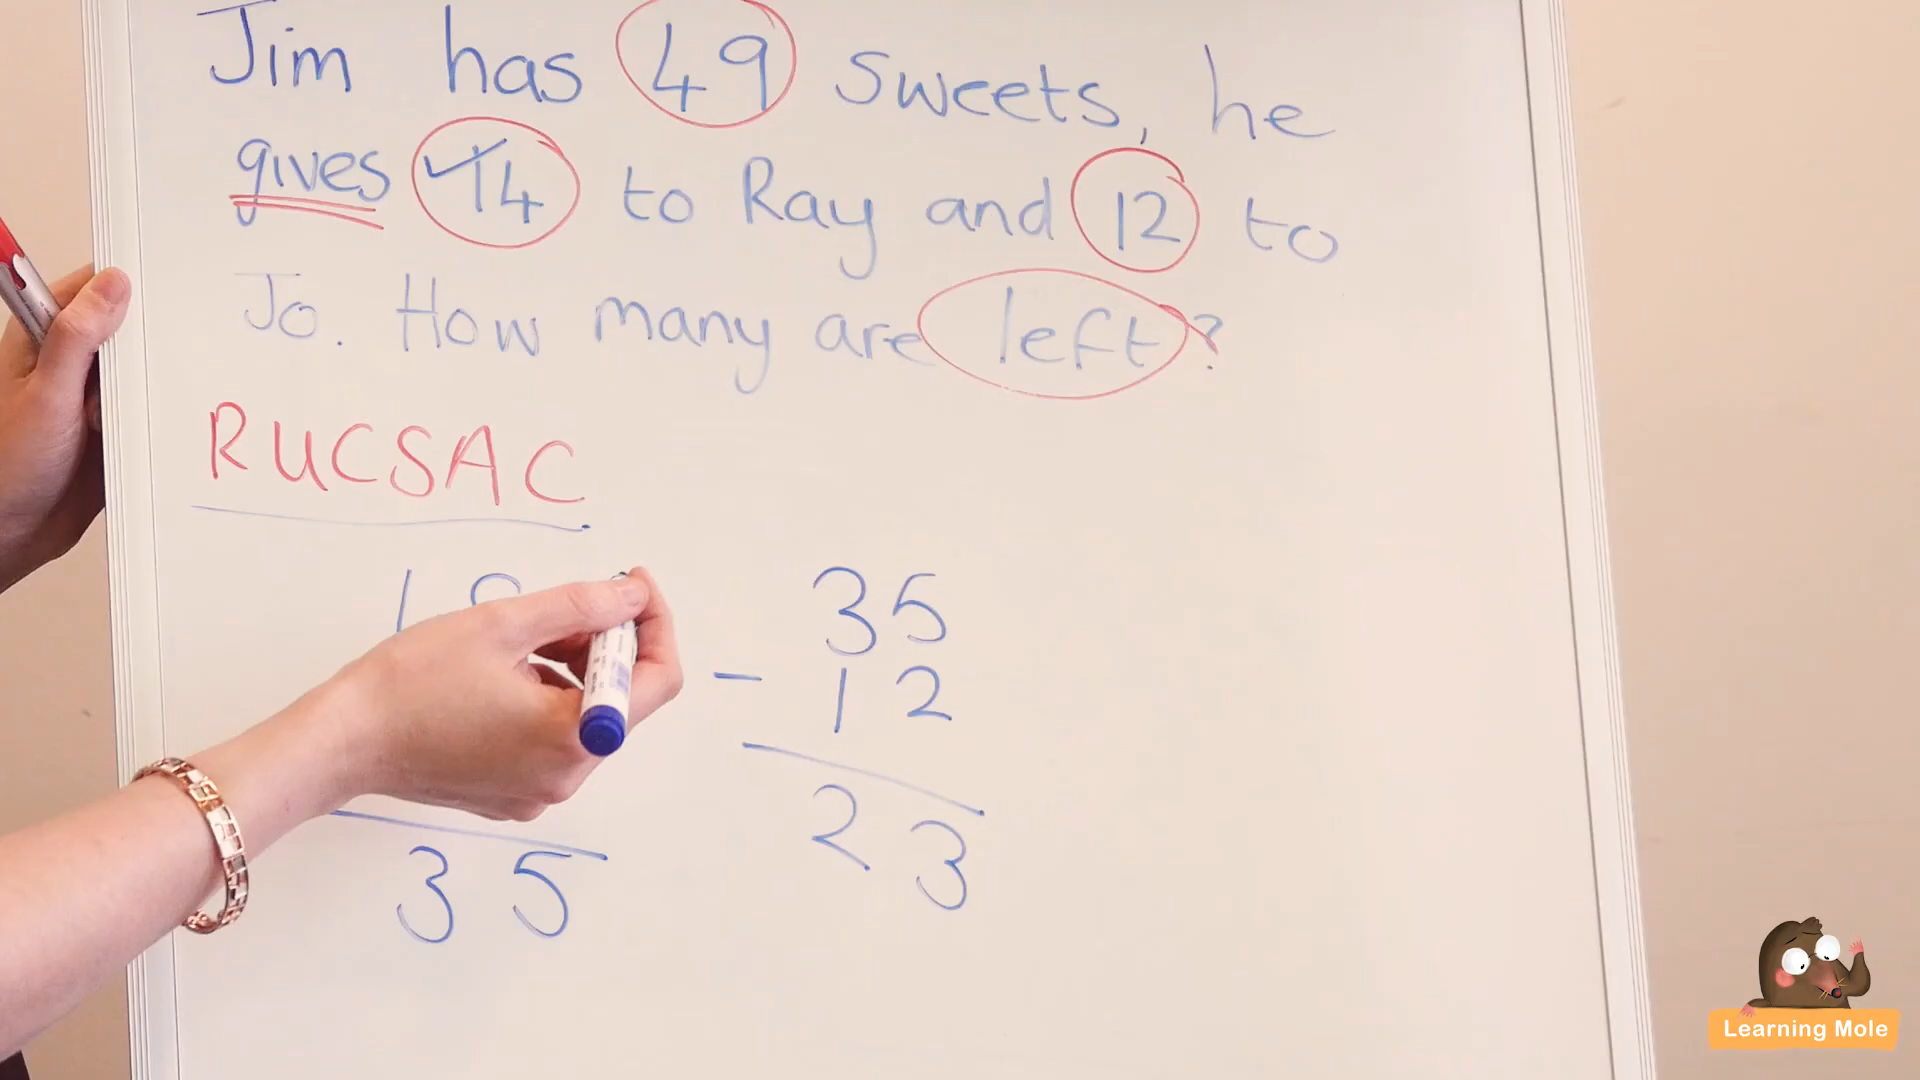 Jim has 49 sweets, he
gives 14 to Ray and 12 to
Jo. How many are left?
RUCSAC
35
- 12
23
35
Learning Mole